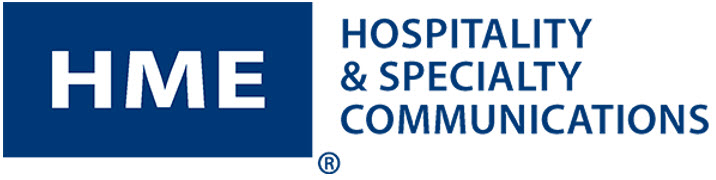 HME
®
HOSPITALITY
& SPECIALTY
COMMUNICATIONS